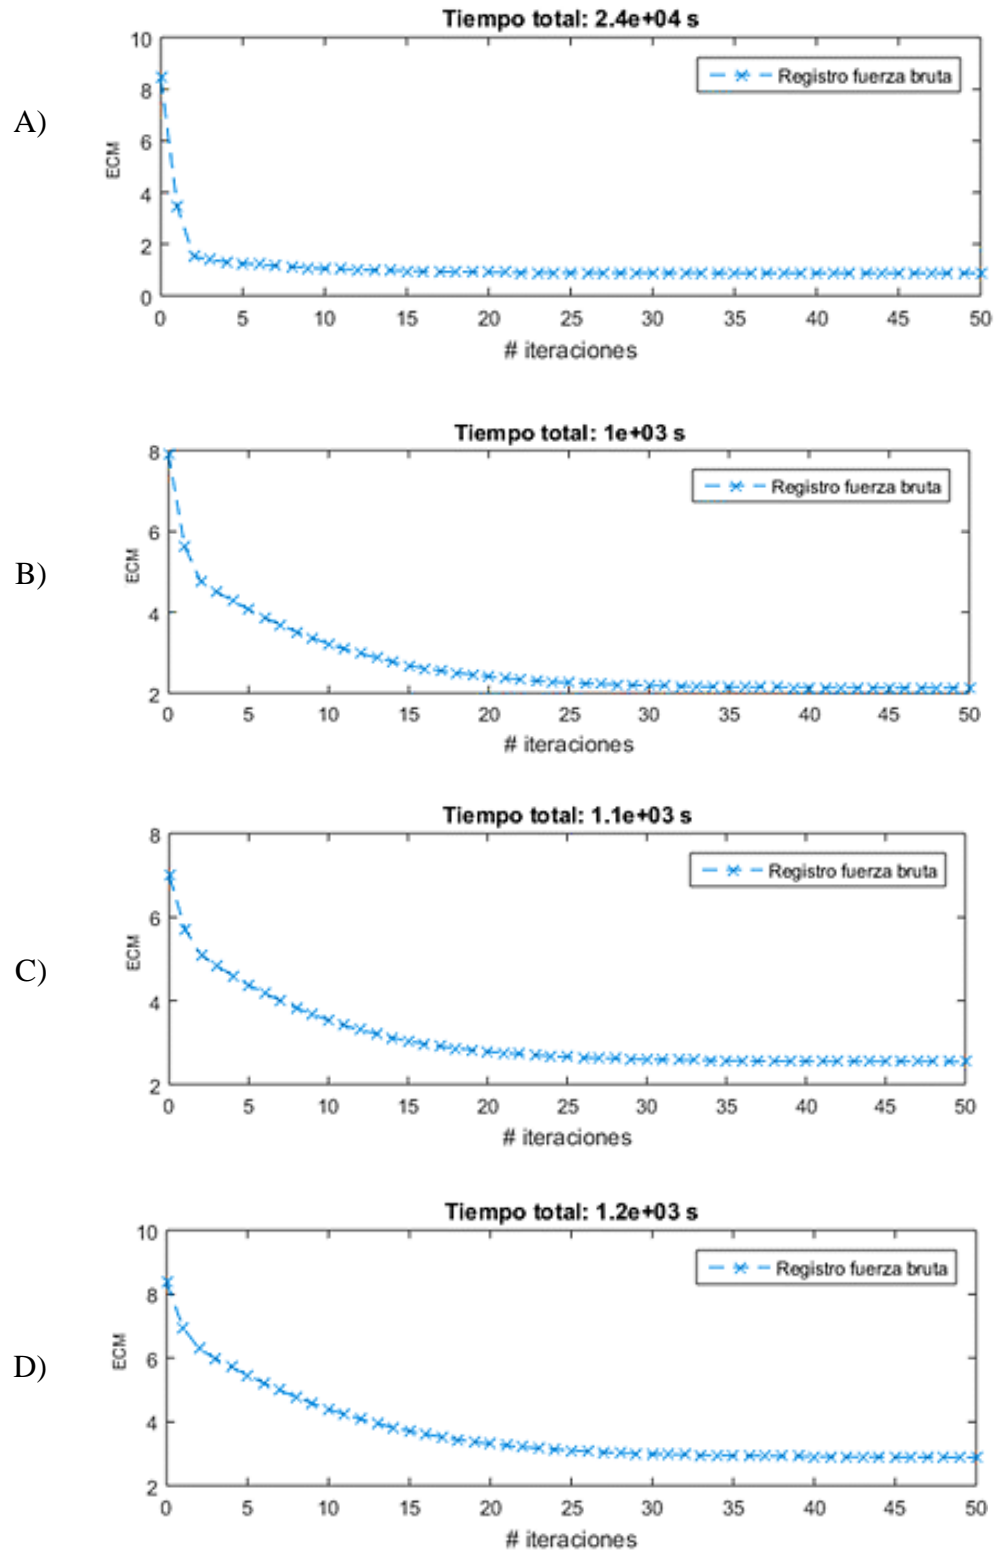 A)
Tiempo total: 2.4e+04 s
Registro fuerza bruta
ECM
10
8
6
4
2
0
0 5 10 15 20 25 30 35 40 45 50
# iteraciones
B)
Tiempo total: 1e+03 s
Registro fuerza bruta
ECM
8
6
4
2
0 5 10 15 20 25 30 35 40 45 50
# iteraciones
C)
Tiempo total: 1.1e+03 s
Registro fuerza bruta
ECM
8
6
4
2
0 5 10 15 20 25 30 35 40 45 50
# iteraciones
D)
Tiempo total: 1.2e+03 s
Registro fuerza bruta
ECM
10
8
6
4
2
0 5 10 15 20 25 30 35 40 45 50
# iteraciones